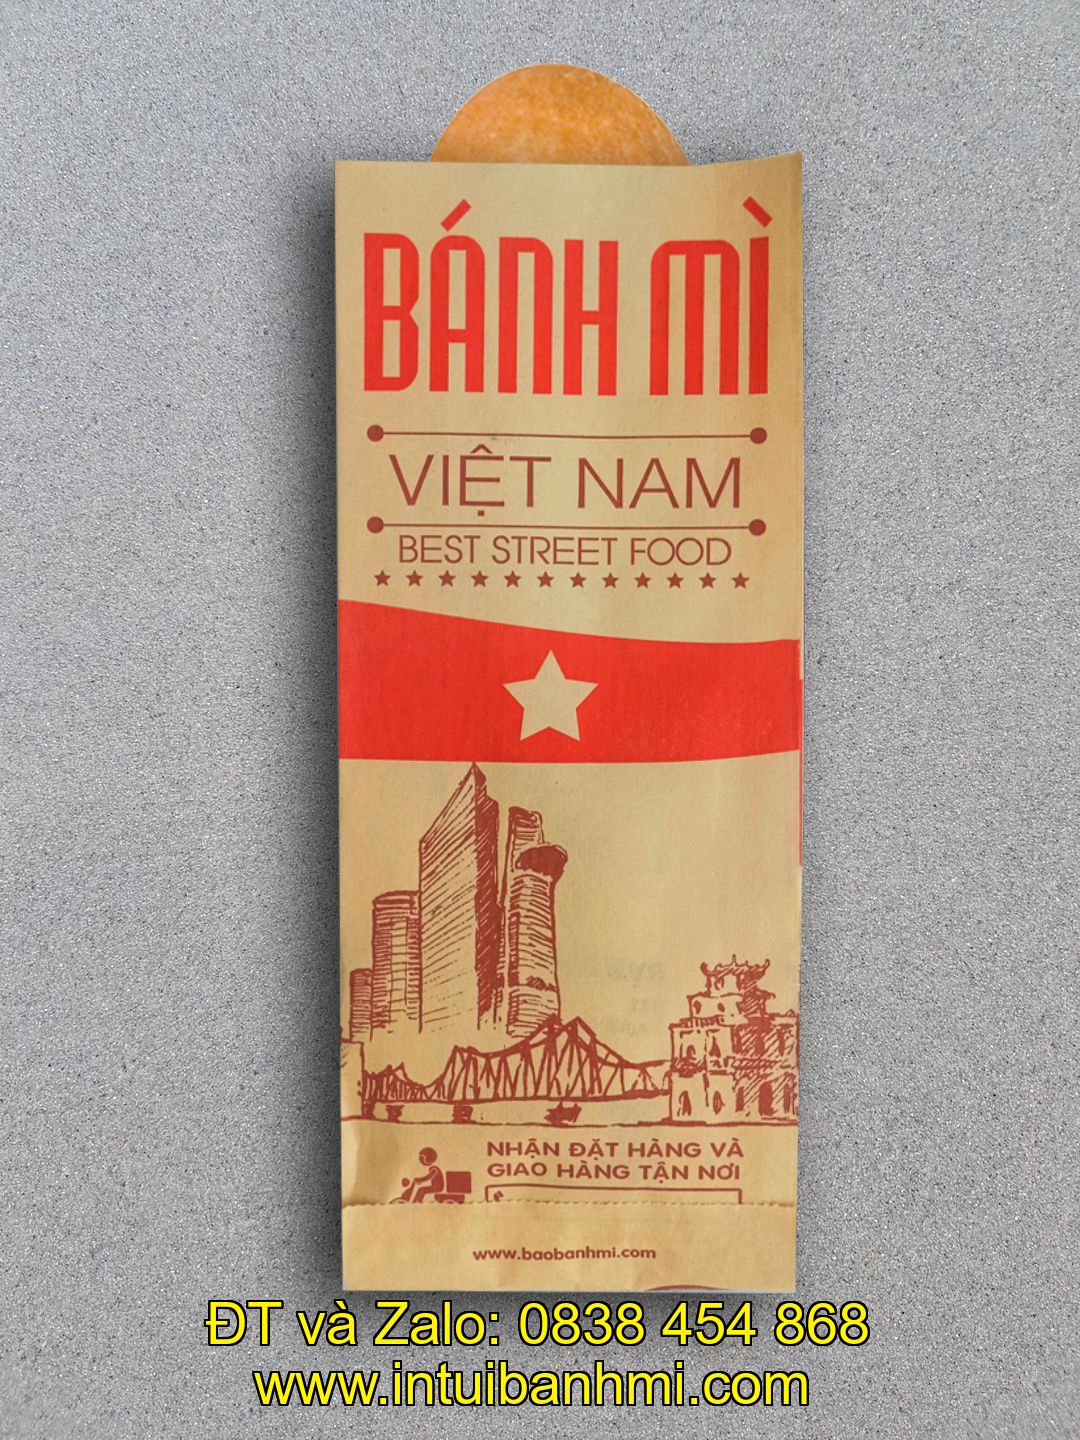 BÁNH MÌ
VIỆT NAM
BEST STREET FOOD
NHẬN ĐẶT HÀNG VÀ
GIAO HÀNG TẬN NƠI
www.baobanhmi.com
ĐT và Zalo: 0838 454 868
www.intuibanhmi.com